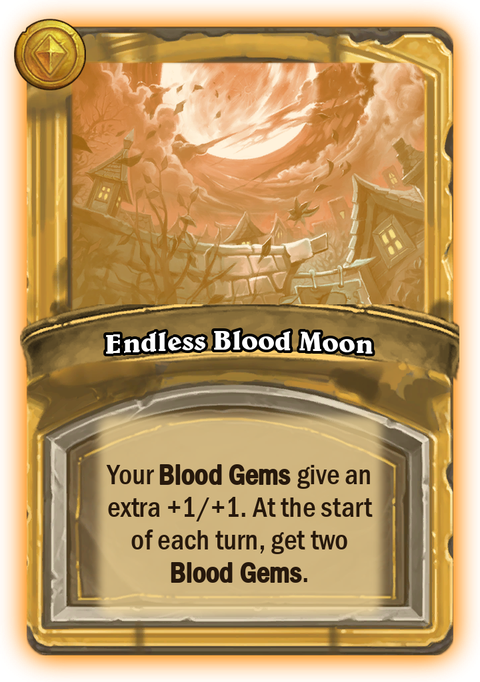 Endless Blood Moon
Your Blood Gems give an
extra +1/+1. At the start
of each turn, get two
Blood Gems.